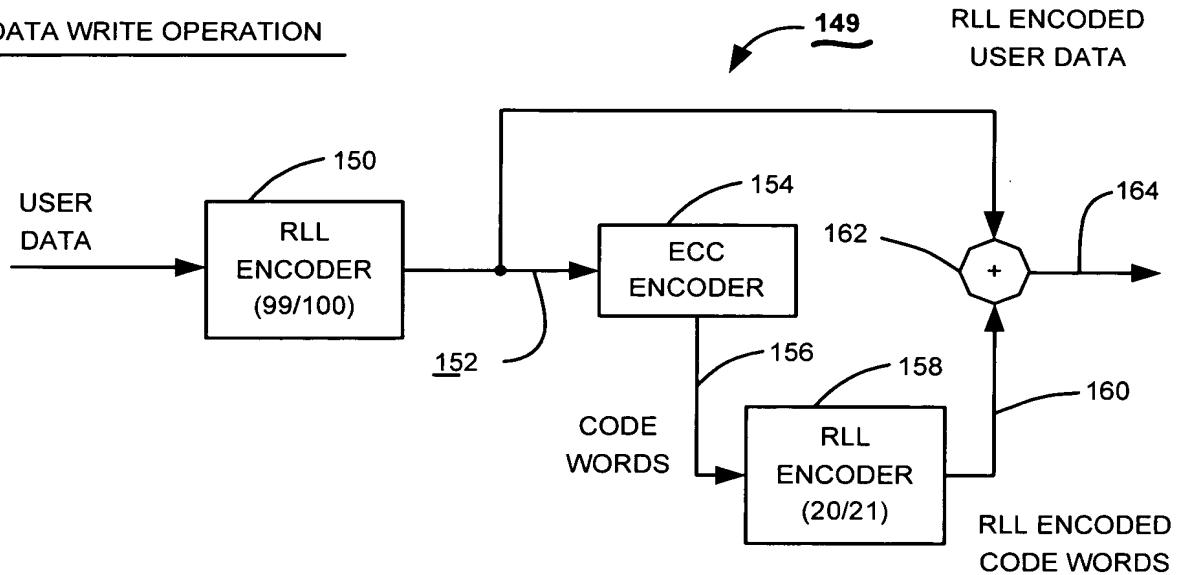 DATA WRITE OPERATION
149
RLL ENCODED
USER DATA
150
154
164
USER
DATA
RLL
ENCODER
(99/100)
ECC
ENCODER
162
+
152
156
158
160
CODE
WORDS
RLL
ENCODER
(20/21)
RLL ENCODED
CODE WORDS